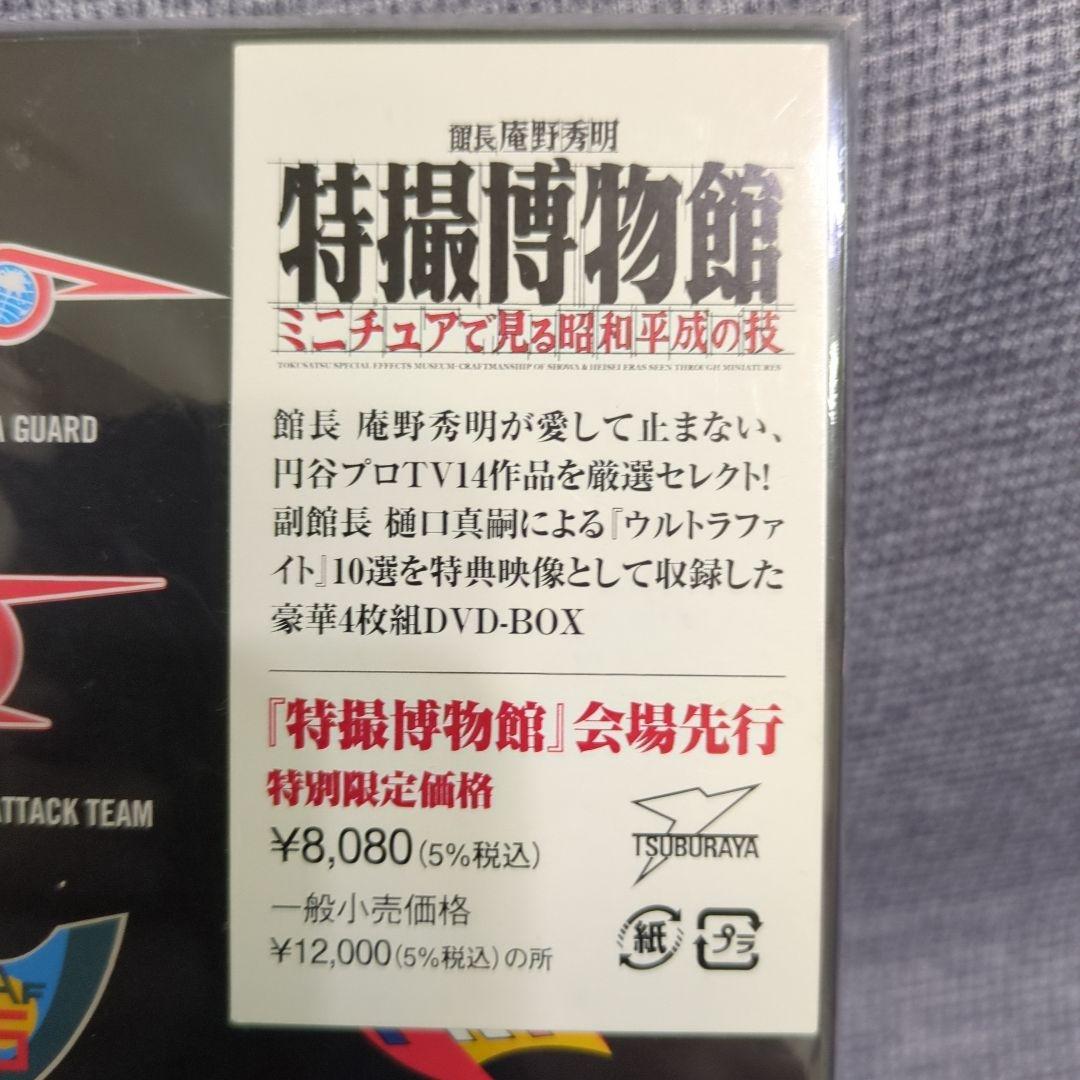 館長 庵野秀明
特撮博物館
ミニチュアで見る昭和平成の技
TOKUSATSU SPECIAL EFFECTS MUSEUM-CRAFTMANSHIP OF SHOWA & HEISEI ERAS SEEN THROUGH MINIATURES
館長 庵野秀明が愛して止まない、
円谷プロTV14作品を厳選セレクト!
副館長 樋口真嗣による『ウルトラファ
イト』10選を特典映像として収録した
豪華4枚組DVD-BOX
『特撮博物館』会場先行
特別限定価格
¥8,080(5%税込)
一般小売価格
¥12,000(5%税込)の所
TSUBURAYA
紙
プラ
A GUARD
ATTACK TEAM
AF